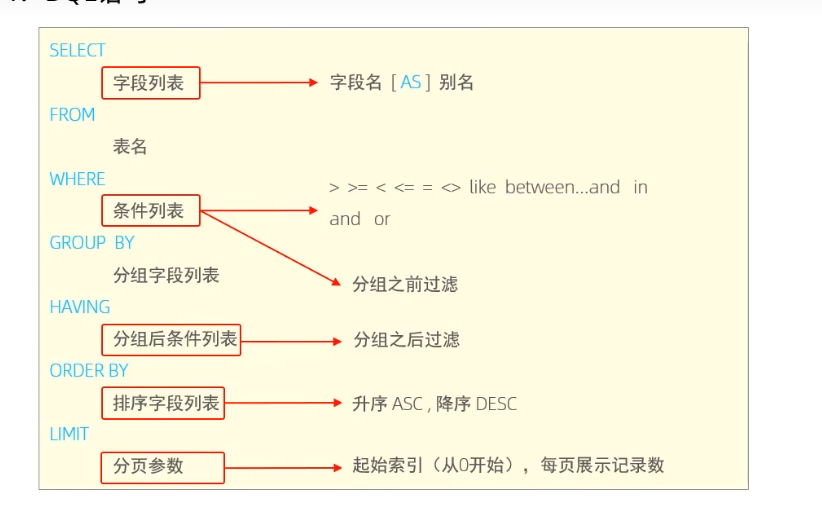 SELECT
字段列表 字段名 [ AS ] 别名
FROM
表名
WHERE
> >= < <= = <> like between...and in
条件列表
and or
GROUP BY
分组字段列表
分组之前过滤
HAVING
分组后条件列表 分组之后过滤
ORDER BY
排序字段列表 升序 ASC , 降序 DESC
LIMIT
分页参数 起始索引（从0开始），每页展示记录数